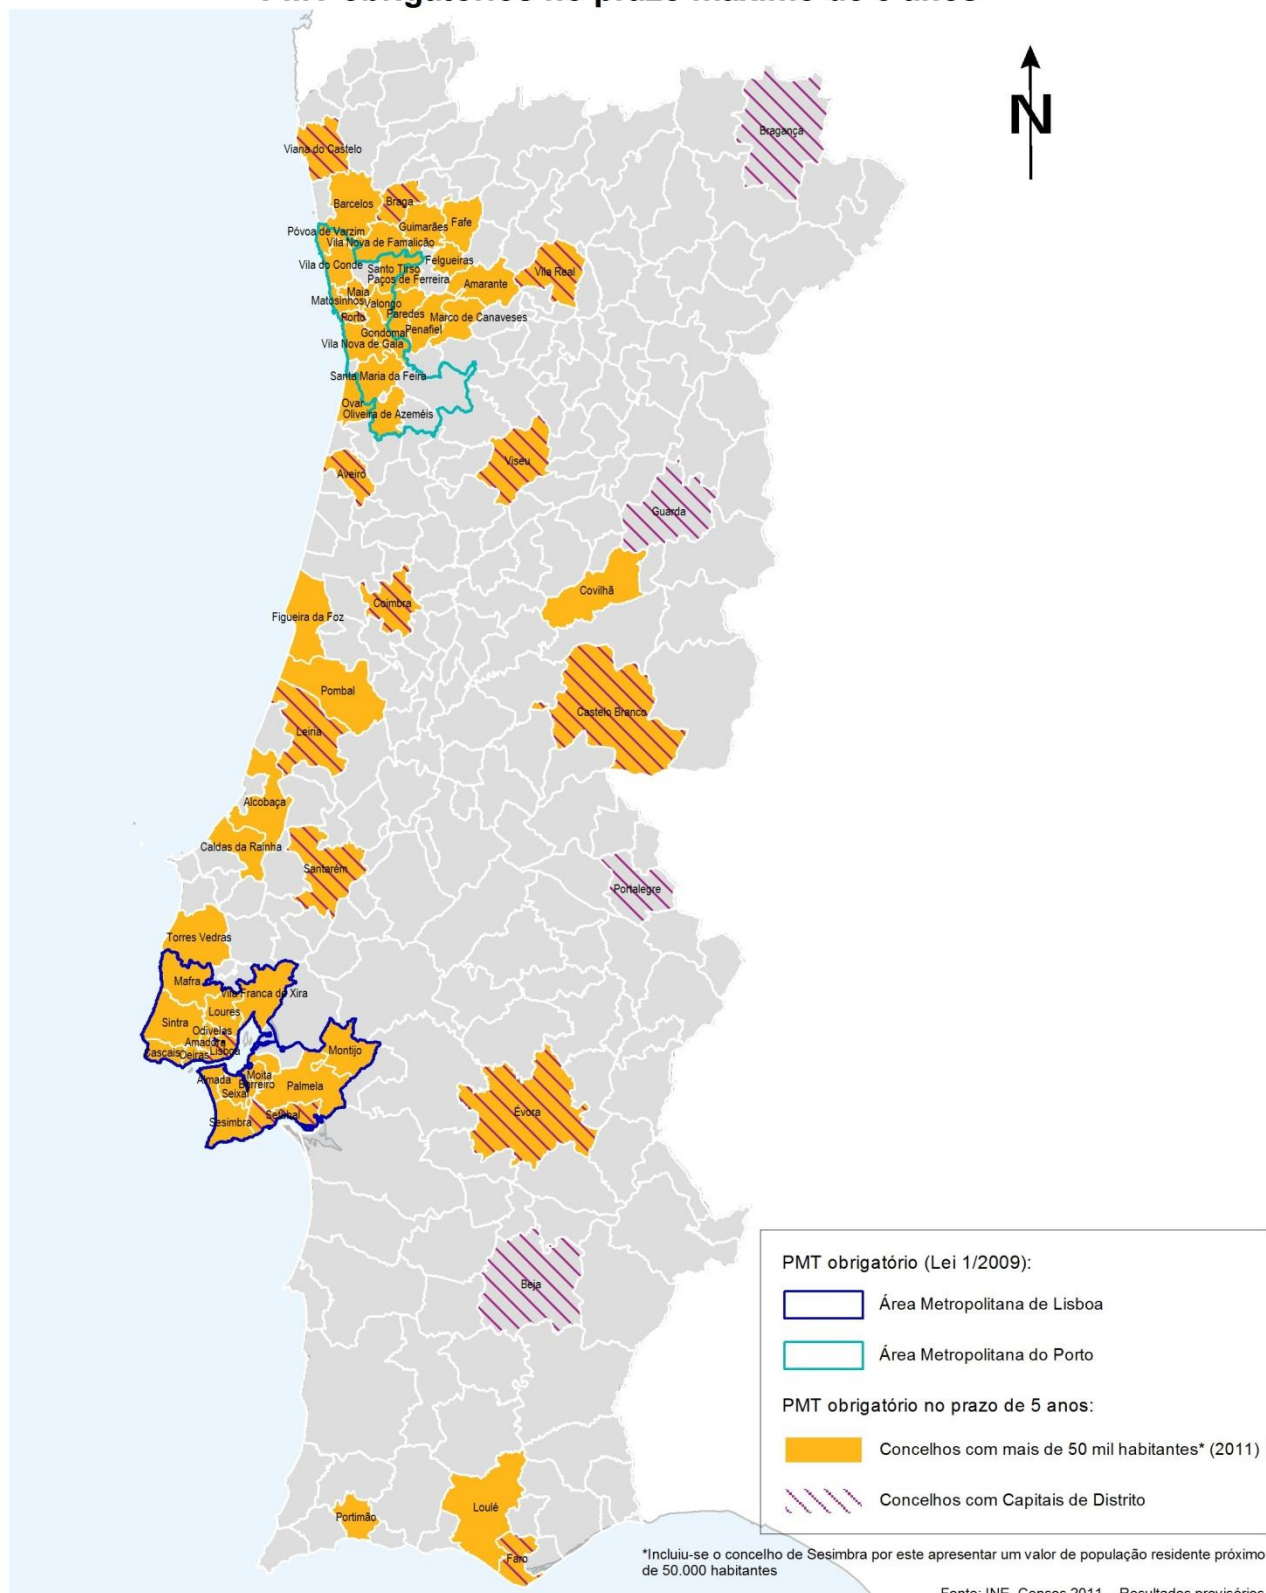 N
Bragança
Viana do Castelo
Barcelos
Braga
Guimarães
Fafe
Póvoa de Varzim
Vila Nova de Famalicão
Vila do Conde
Santo Tirso
Felgueiras
Paços de Ferreira
Amarante
Vila Real
Maia
Matosinhos
Valongo
Porto
Paredes
Marco de Canaveses
Penafiel
Gondomar
Vila Nova de Gaia
Santa Maria da Feira
Ovar
Oliveira de Azeméis
Aveiro
Viseu
Guarda
Covilhã
Coimbra
Figueira da Foz
Pombal
Castelo Branco
Leiria
Alcobaça
Caldas da Rainha
Santarém
Portalegre
Torres Vedras
Mafra
Vila Franca de Xira
Loures
Sintra
Odivelas
Amadora
Cascais
Oeiras
Lisboa
Montijo
Almada
Moita
Barreiro
Seixal
Palmela
Sesimbra
Setúbal
Évora
Beja
Loulé
Portimão
Faro
PMT obrigatório (Lei 1/2009):
Área Metropolitana de Lisboa
Área Metropolitana do Porto
PMT obrigatório no prazo de 5 anos:
Concelhos com mais de 50 mil habitantes* (2011)
Concelhos com Capitais de Distrito
*Incluiu-se o concelho de Sesimbra por este apresentar um valor de população residente próximo
de 50.000 habitantes